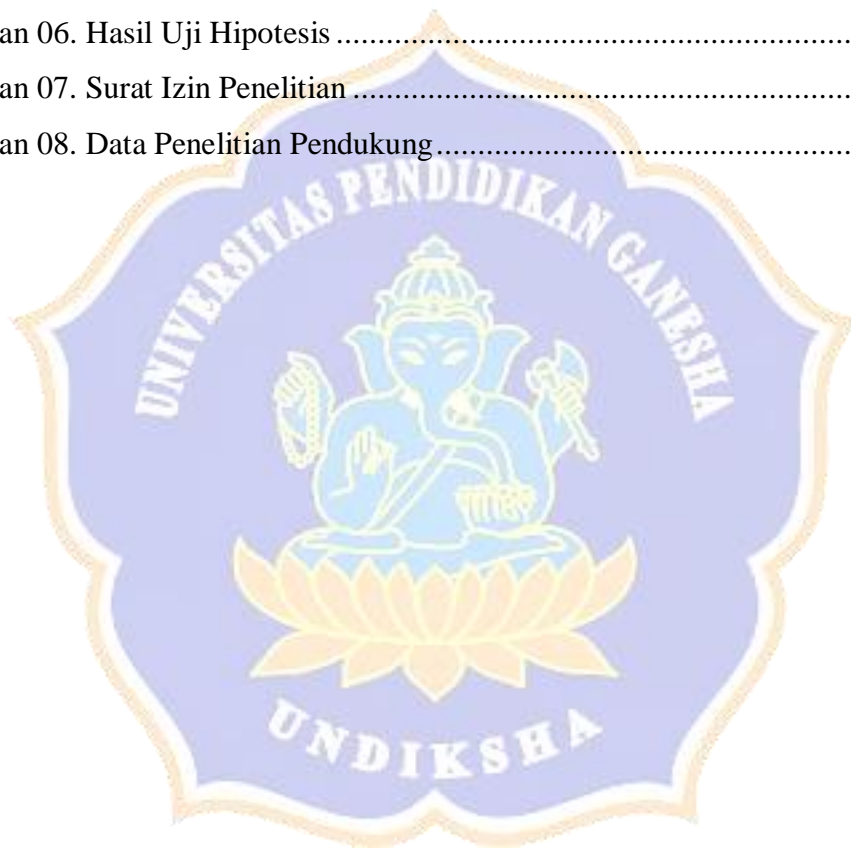 an 06. Hasil Uji Hipotesis ........................................................................
an 07. Surat Izin Penelitian ......................................................................
an 08. Data Penelitian Pendukung...........................................................
UNIVERSITAS PENDIDIKAN GANESHA
UNDIKSHA